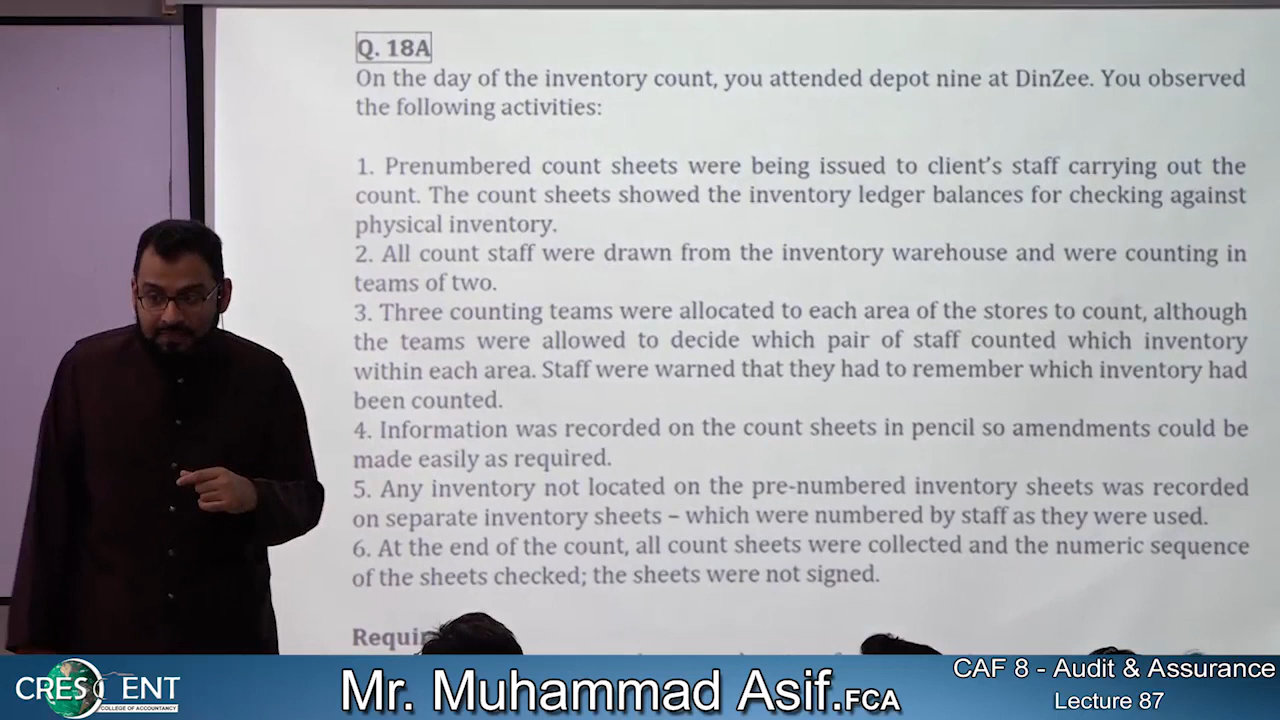 Q. 18A
On the day of the inventory count, you attended depot nine at DinZee. You observed
the following activities:
1. Prenumbered count sheets were being issued to client's staff carrying out the
count. The count sheets showed the inventory ledger balances for checking against
physical inventory.
2. All count staff were drawn from the inventory warehouse and were counting in
teams of two.
3. Three counting teams were allocated to each area of the stores to count, although
the teams were allowed to decide which pair of staff counted which inventory
within each area. Staff were warned that they had to remember which inventory had
been counted.
4. Information was recorded on the count sheets in pencil so amendments could be
made easily as required.
5. Any inventory not located on the pre-numbered inventory sheets was recorded
on separate inventory sheets – which were numbered by staff as they were used.
6. At the end of the count, all count sheets were collected and the numeric sequence
of the sheets checked; the sheets were not signed.
CRESCENT
COLLEGE OF ACCOUNTANCY
Mr. Muhammad Asif.FCA
CAF 8 - Audit & Assurance
Lecture 87